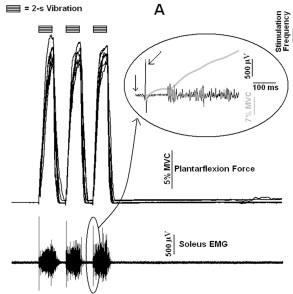 = 2-s Vibration
A
Stimulation
Frequency
500 µV
7% MVC
100 ms
5% MVC
Plantarflexion Force
500 µV
Soleus EMG